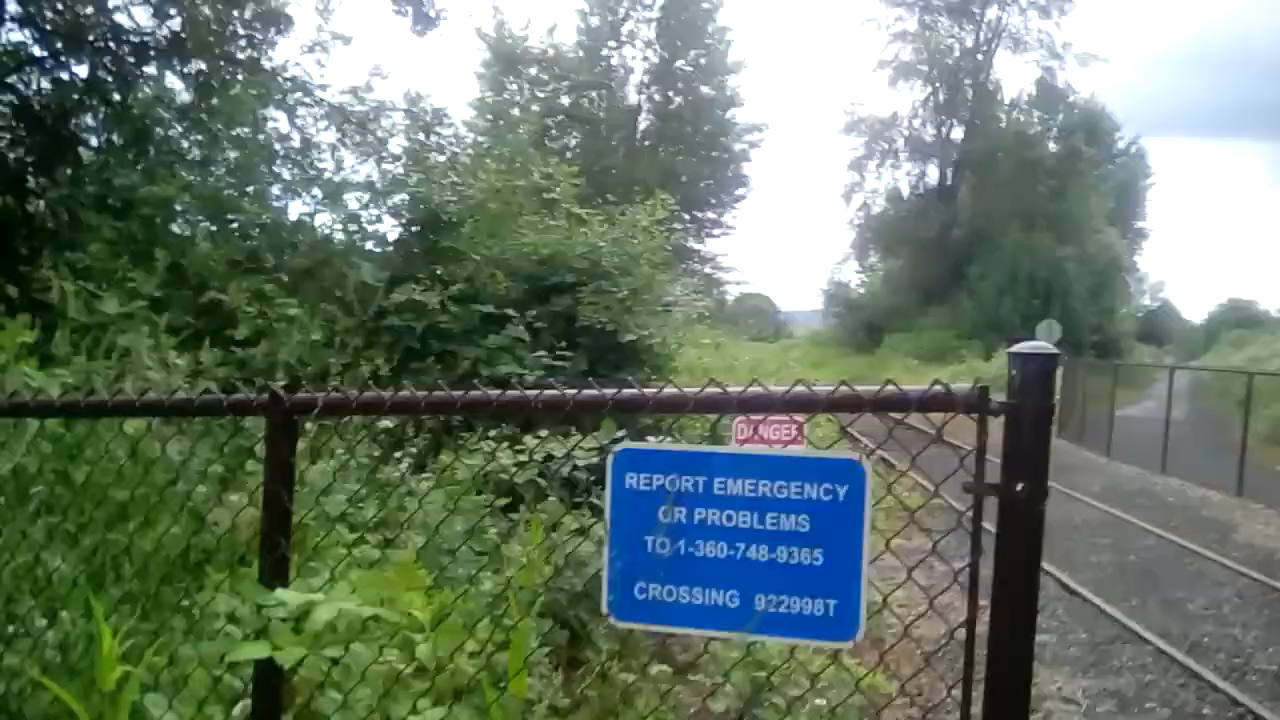 DANGER
REPORT EMERGENCY
OR PROBLEMS
TO 1-360-748-9365
CROSSING 922998T